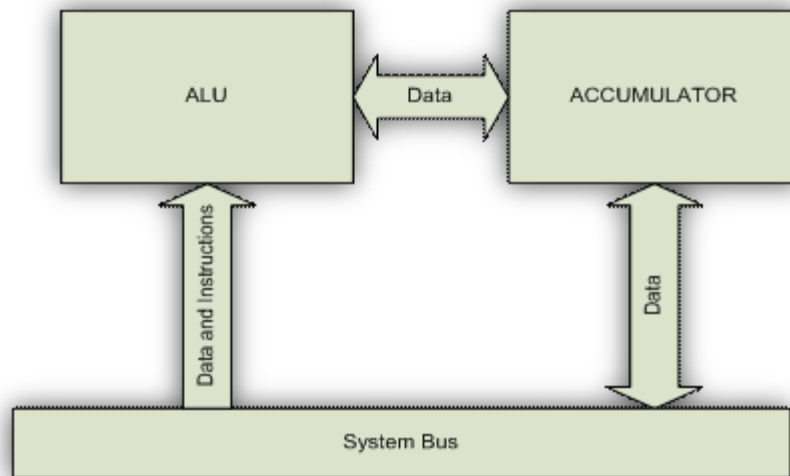 ALU
Data
ACCUMULATOR
Data and Instructions
Data
System Bus